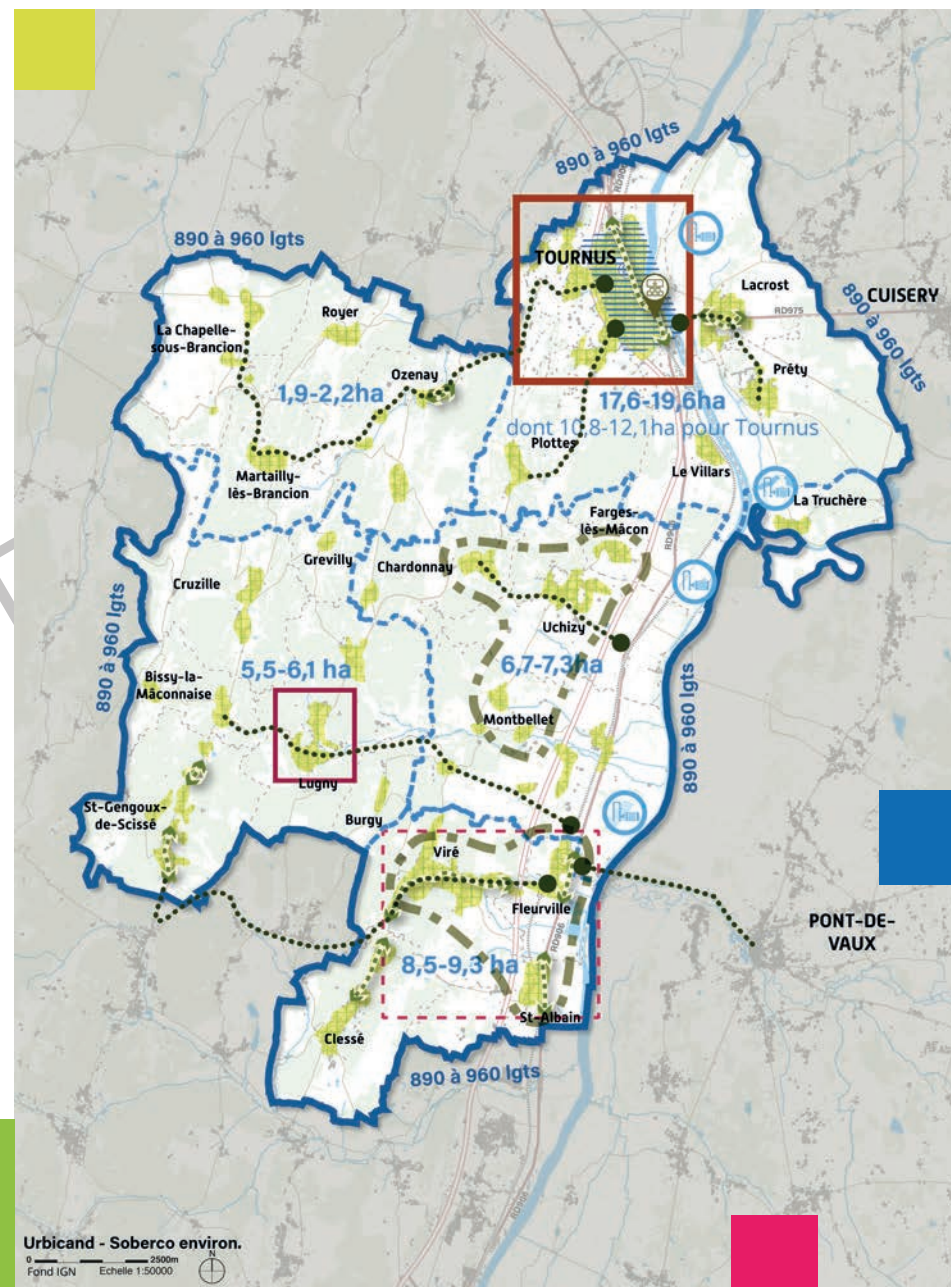 890 à 960 lgts
RD906
890 à 960 lgts
TOURNUS
Lacrost
CUISERY
RD975
La Chapelle-
sous-Brancion
Royer
890 à 960 lgts
Ozenay
Préty
1,9-2,2ha
17,6-19,6ha
dont 10,8-12,1ha pour Tournus
Plottes
Martailly-
lès-Brancion
Le Villars
La Truchère
Farges-
lès-Mâcon
Grevilly
Chardonnay
Cruzille
890 à 960 lgts
Uchizy
5,5-6,1 ha
6,7-7,3ha
Bissy-la-
Mâconnaise
890 à 960 lgts
Montbellet
Lugny
St-Gengoux-
de-Scissé
Burgy
Viré
Fleurville
PONT-DE-
VAUX
RD906
8,5-9,3 ha
St-Albain
Clessé
890 à 960 lgts
Urbicand - Soberco environ.
0 2500m
N
Fond IGN Echelle 1:50000